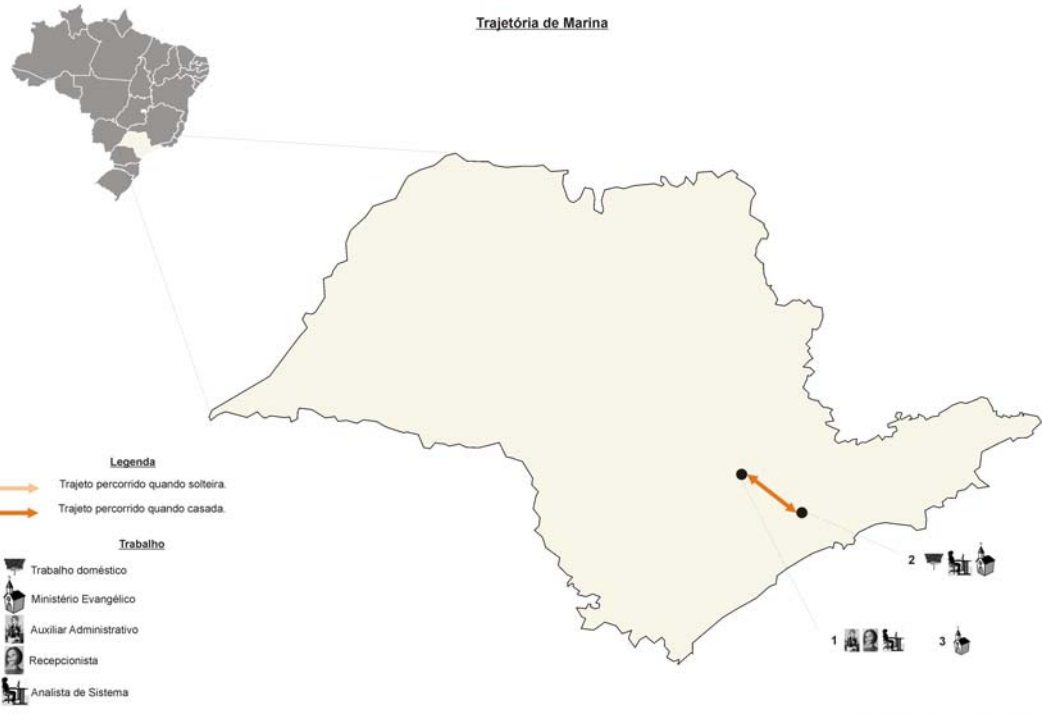 Trajetória de Marina
Legenda
Trajeto percorrido quando solteira.
Trajeto percorrido quando casada.
Trabalho
Trabalho doméstico
Ministério Evangélico
Auxiliar Administrativo
Recepcionista
Analista de Sistema
2
1
3